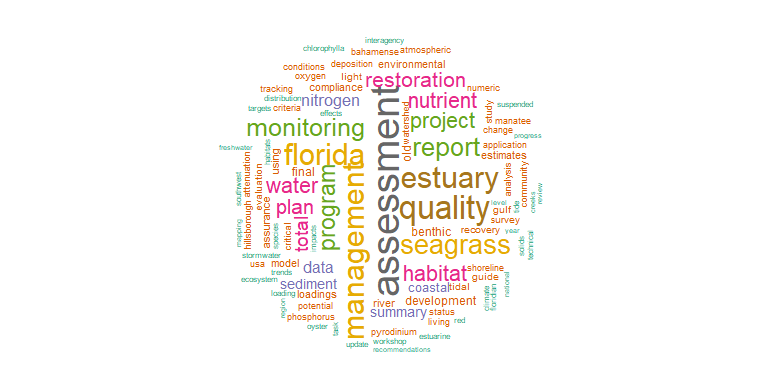 interagency
chlorophylla
bahamense
atmospheric
conditions
deposition
environmental
oxygen
light
restoration
tracking
compliance
numeric
distribution
nitrogen
nutrient
suspended
targets
criteria
effects
watershed
study
manatee
monitoring
project
change
progress
freshwater
habitats
using
florida
old
report
application
estimates
southwest
attenuation
evaluation
final
water
program
management
assessment
estuary
analysis
community
review
hillsborough
assurance
plan
total
quality
level
gulf
tide
creeks
mapping
species
critical
impacts
benthic
recovery
survey
year
stormwater
seagrass
solids
technical
usa
model
data
trends
habitat
shoreline
ecosystem
sediment
coastal
tidal
guide
loading
loadings
river
development
climate
floridian
national
region
potential
phosphorus
summary
status
living
red
oyster
task
pyrodinium
estuarine
update
workshop
recommendations